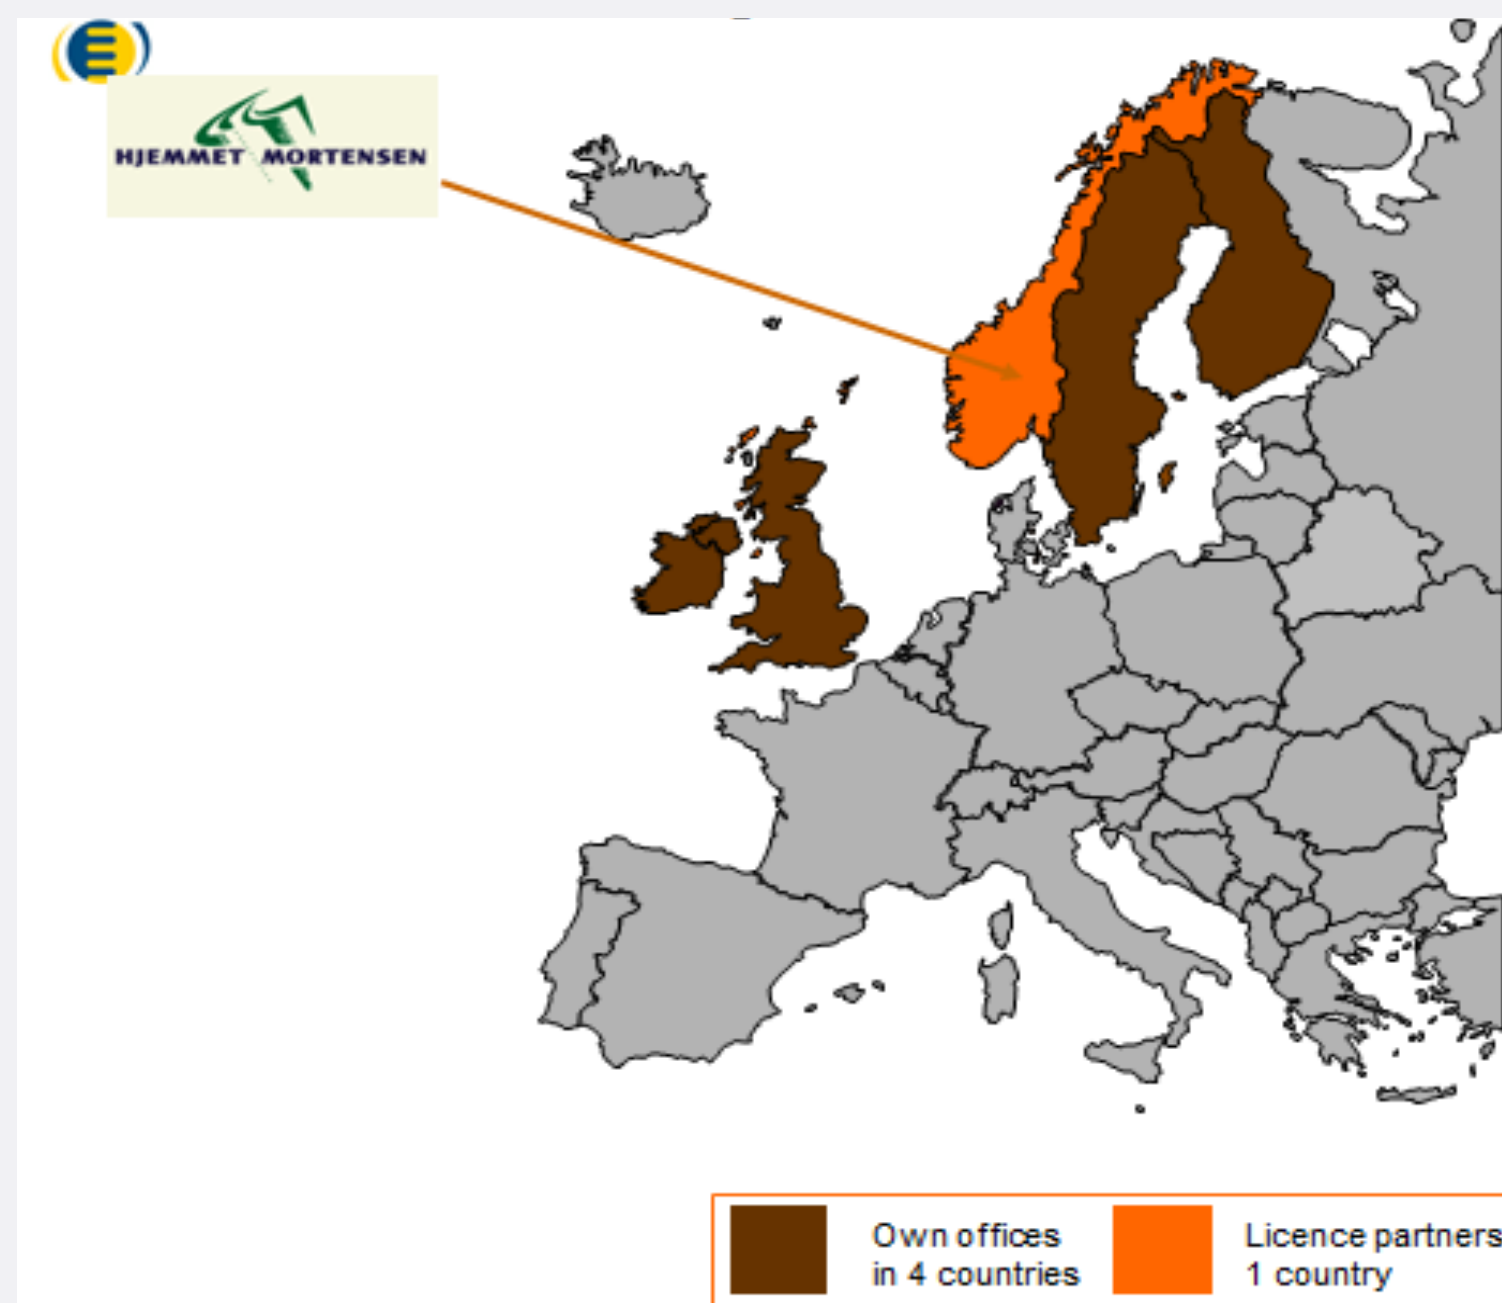 HJEMMET MORTENSEN
Own offices
in 4 countries
Licence partners
1 country